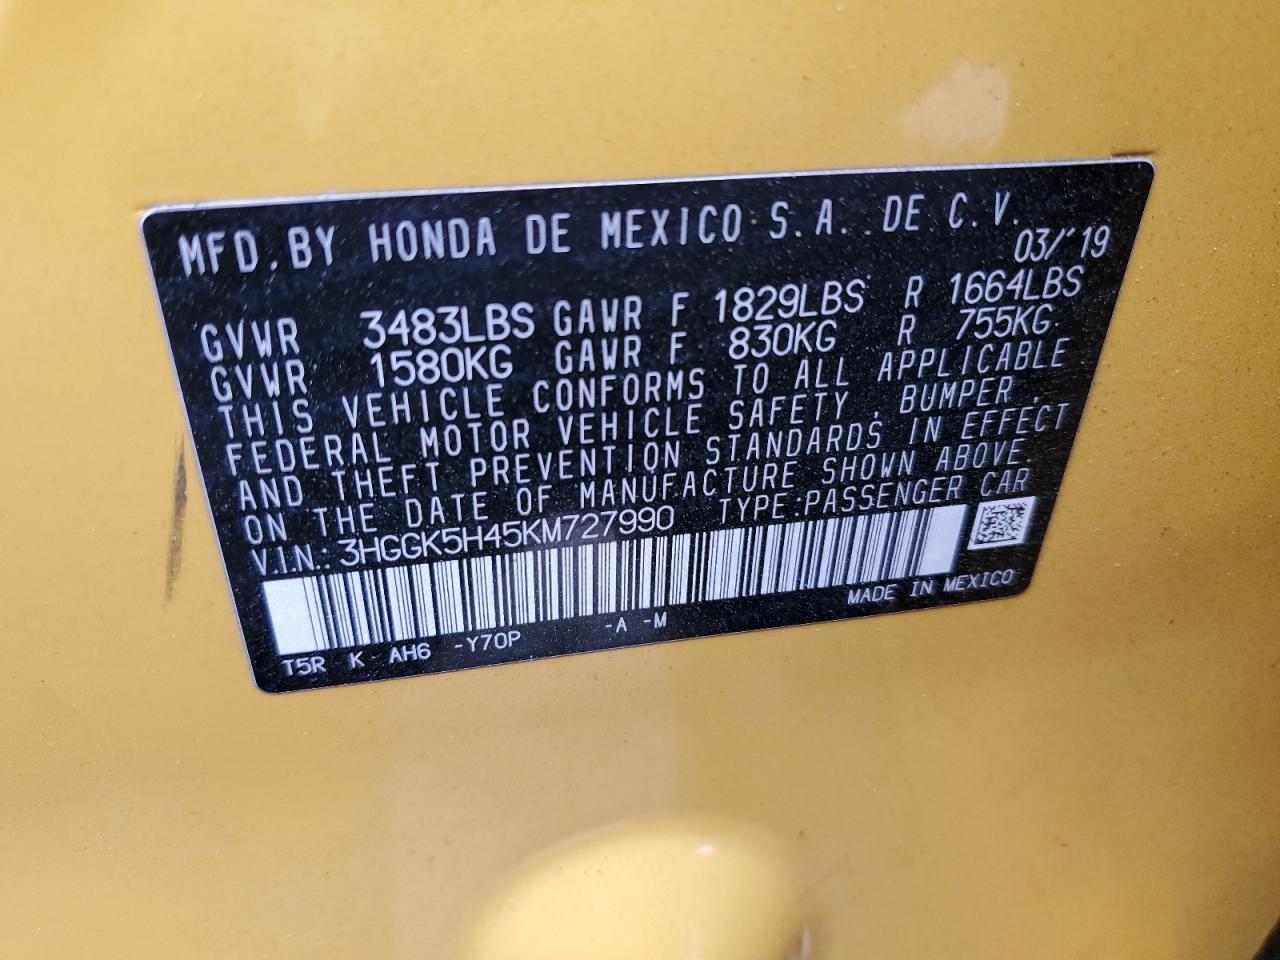 MFD. BY HONDA DE MEXICO S.A. DE C.V.
03/'19
GVWR 3483LBS GAWR F 1829LBS R 1664LBS
GVWR 1580KG GAWR F 830KG R 755KG
THIS VEHICLE CONFORMS TO ALL APPLICABLE
FEDERAL MOTOR VEHICLE SAFETY, BUMPER,
AND THEFT PREVENTION STANDARDS IN EFFECT
ON THE DATE OF MANUFACTURE SHOWN ABOVE.
V.I.N.: 3HGGK5H45KM727990 TYPE:PASSENGER CAR
T5R K AH6 -Y70P -A -M MADE IN MEXICO